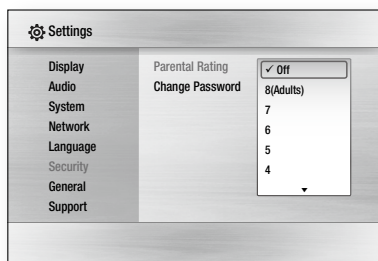 Settings
Display
Audio
System
Network
Language
Security
General
Support
Parental Rating
Change Password
✓ Off
8(Adults)
7
6
5
4